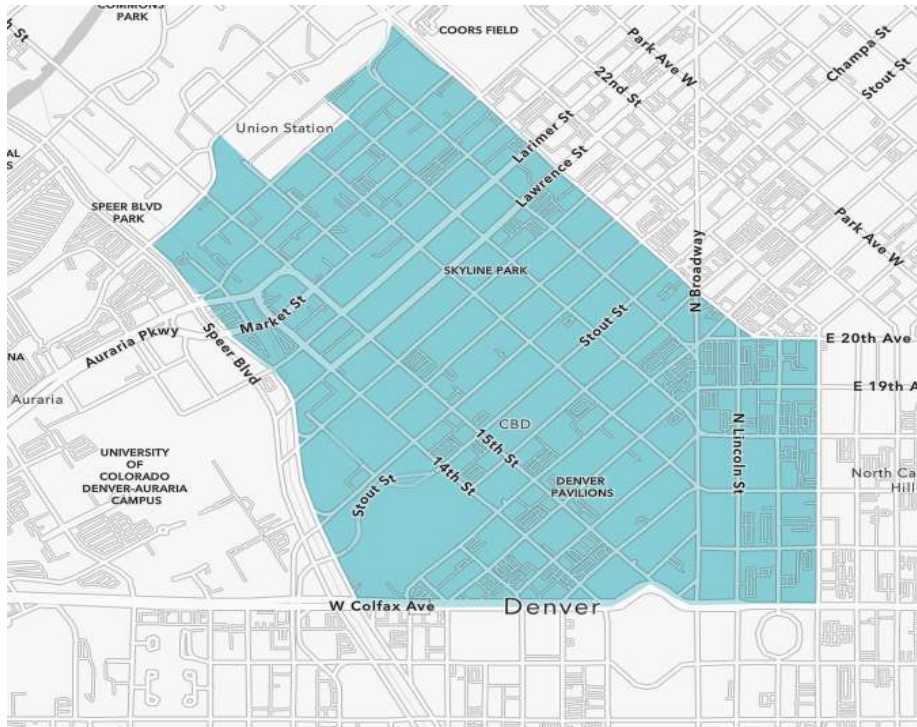 COMMONS
PARK
COORS FIELD
Park Ave W
Champa St
Stout St
22nd St
Union Station
Larimer St
Lawrence St
SPEER BLVD
PARK
Park Ave W
SKYLINE PARK
N Broadway
Market St
Stout St
Auraria Pkwy
Speer Blvd
E 20th Ave
NA
E 19th A
Auraria
CBD
N Lincoln St
15th St
UNIVERSITY
OF
COLORADO
DENVER-AURARIA
CAMPUS
14th St
Stout St
DENVER
PAVILIONS
North Ca
Hill
W Colfax Ave
Denver